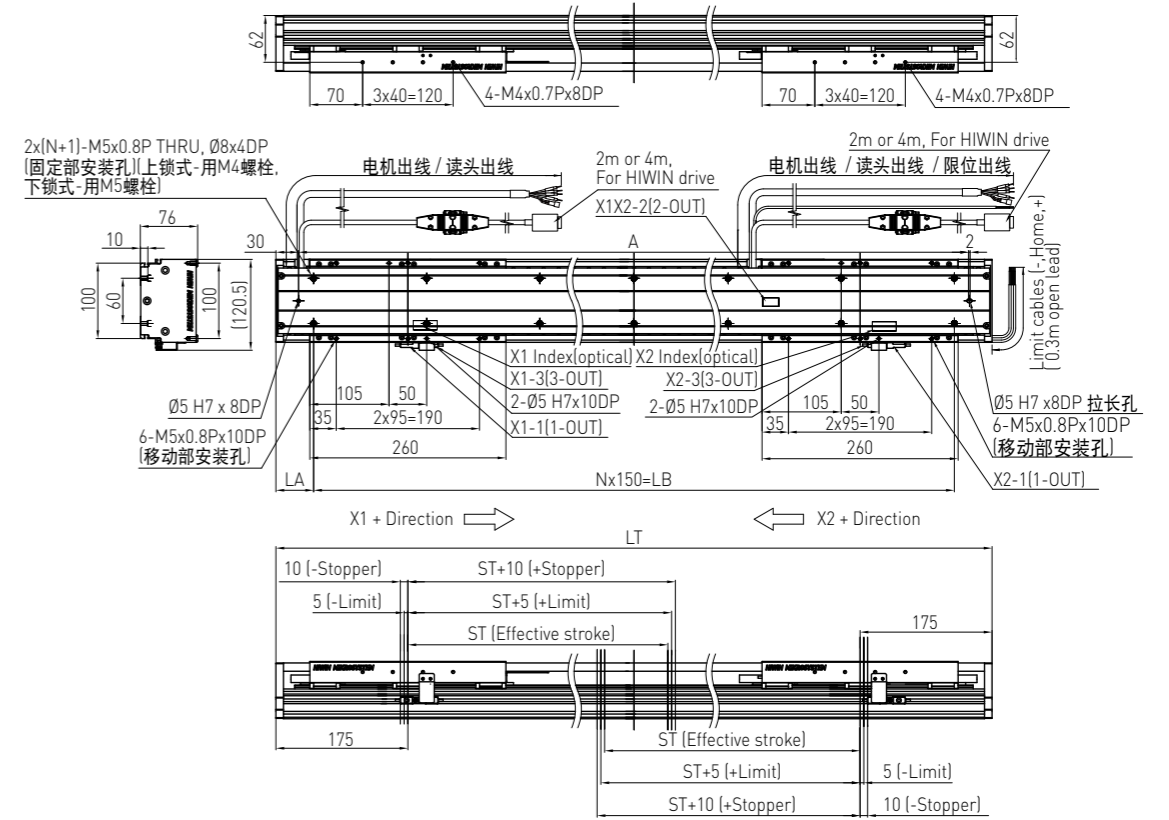 62
62
70
3x40=120
4-M4x0.7Px8DP
70
3x40=120
4-M4x0.7Px8DP
2x(N+1)-M5x0.8P THRU, Ø8x4DP
(固定部安装孔)(上锁式-用M4螺栓,
下锁式-用M5螺栓)
电机出线 / 读头出线
2m or 4m,
For HIWIN drive
X1X2-2(2-OUT)
电机出线 / 读头出线 / 限位出线
2m or 4m, For HIWIN drive
76
10
30
A
2
100
60
100
(120.5)
Limit cables (-,Home,+)
(0.3m open lead)
X1 Index(optical)
X2 Index(optical)
X1-3(3-OUT)
X2-3(3-OUT)
2-Ø5 H7x10DP
2-Ø5 H7x10DP
X1-1(1-OUT)
105
50
35
2x95=190
260
105
50
35
2x95=190
260
Ø5 H7 x 8DP
6-M5x0.8Px10DP
(移动部安装孔)
Ø5 H7 x8DP 拉长孔
6-M5x0.8Px10DP
(移动部安装孔)
X2-1(1-OUT)
LA
Nx150=LB
X1 + Direction
X2 + Direction
LT
10 (-Stopper)
ST+10 (+Stopper)
5 (-Limit)
ST+5 (+Limit)
ST (Effective stroke)
175
175
ST (Effective stroke)
ST+5 (+Limit)
5 (-Limit)
ST+10 (+Stopper)
10 (-Stopper)